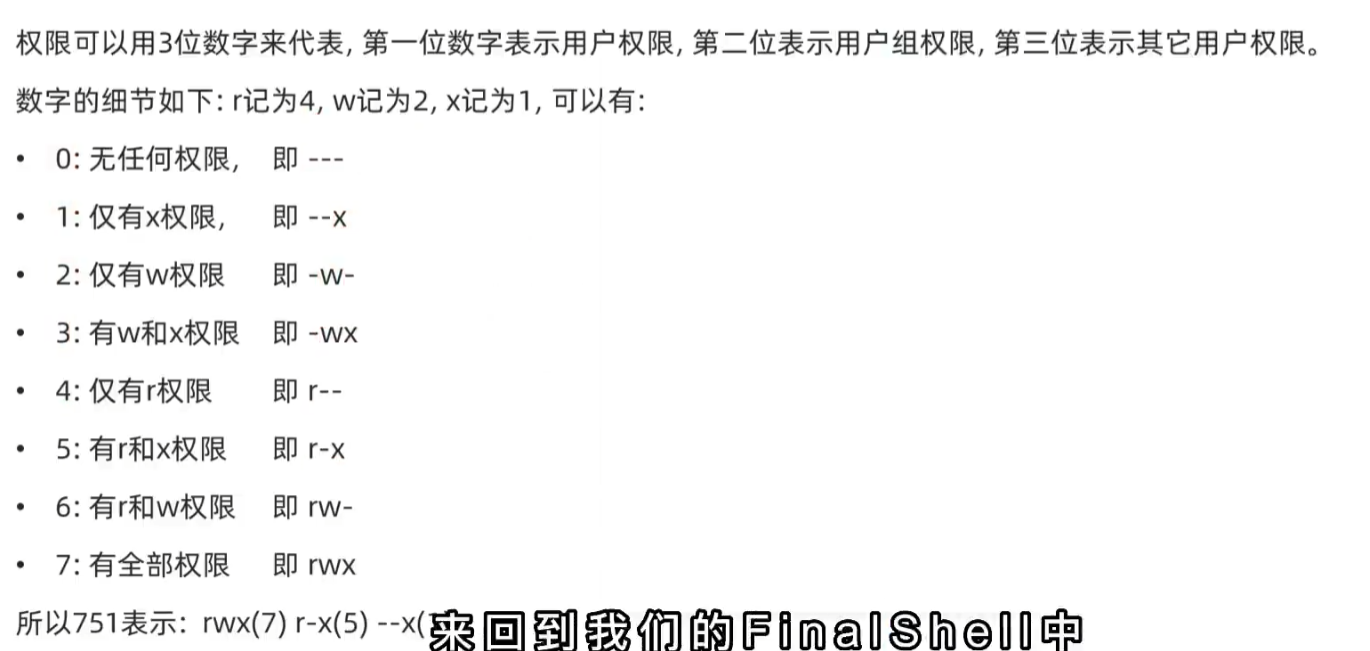 权限可以用3位数字来代表, 第一位数字表示用户权限, 第二位表示用户组权限, 第三位表示其它用户权限。
数字的细节如下: r记为4, w记为2, x记为1, 可以有:
• 0: 无任何权限, 即 ---
• 1: 仅有x权限, 即 --x
• 2: 仅有w权限 即 -w-
• 3: 有w和x权限 即 -wx
• 4: 仅有r权限 即 r--
• 5: 有r和x权限 即 r-x
• 6: 有r和w权限 即 rw-
• 7: 有全部权限 即 rwx
所以751表示: rwx(7) r-x(5) --x(
来回到我们的FinalShell中